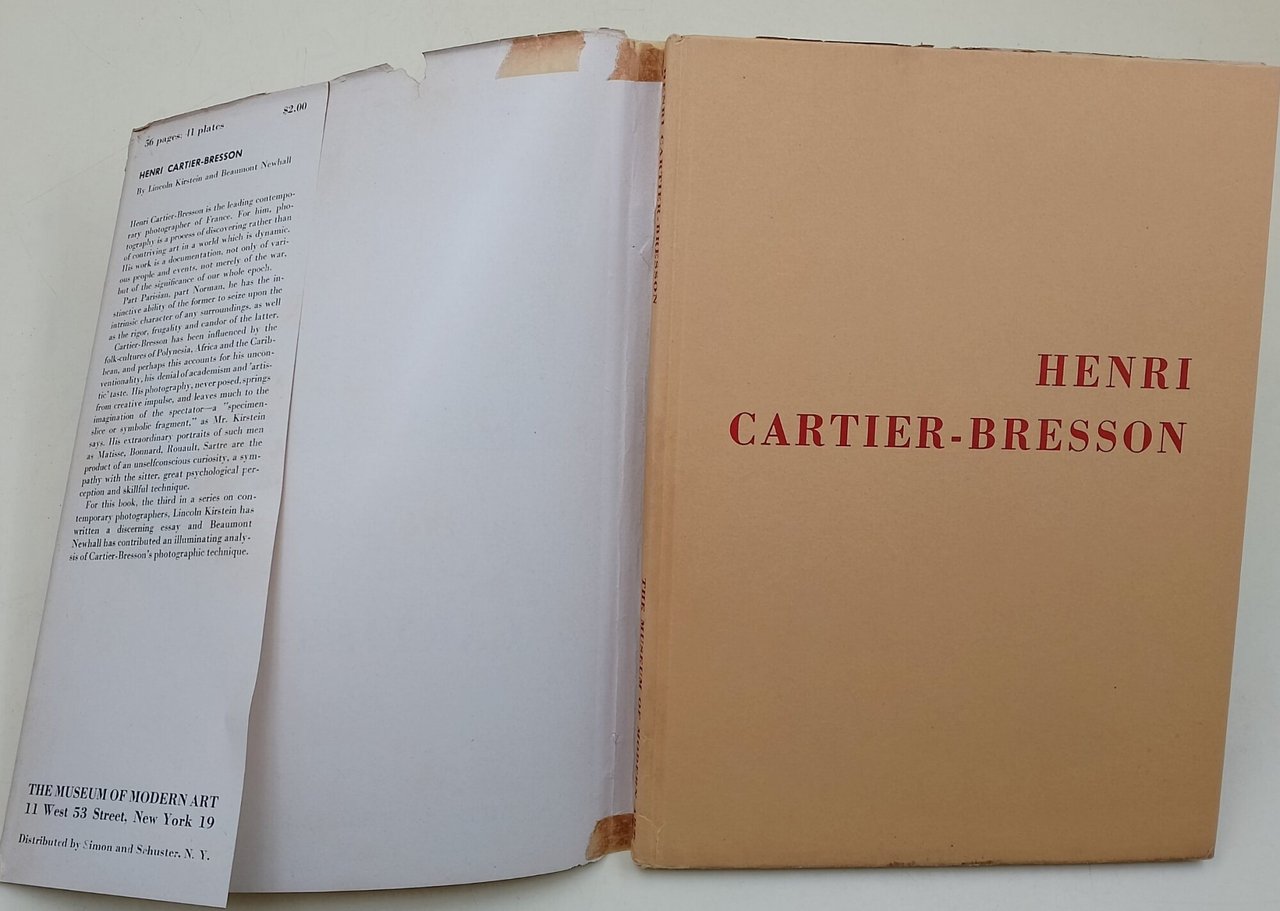 56 pages; 41 plates
$2.00
HENRI CARTIER-BRESSON
By Lincoln Kirstein and Beaumont Newhall
Henri Cartier-Bresson is the leading contempo-
rary photographer of France. For him, pho-
tography is a process of discovering rather than
of contriving art in a world which is dynamic.
His work is a documentation, not only of vari-
ous people and events, not merely of the war,
but of the significance of our whole epoch.
Part Parisian, part Norman, he has the in-
stinctive ability of the former to seize upon the
intrinsic character of any surroundings, as well
as the rigor, frugality and candor of the latter.
Cartier-Bresson has been influenced by the
folk-cultures of Polynesia, Africa and the Carib-
bean, and perhaps this accounts for his uncon-
ventionality, his denial of academism and 'artis-
tic' taste. His photography, never posed, springs
from creative impulse, and leaves much to the
imagination of the spectator—a "specimen-
slice or symbolic fragment," as Mr. Kirstein
says. His extraordinary portraits of such men
as Matisse, Bonnard, Rouault, Sartre are the
product of an unselfconscious curiosity, a sym-
pathy with the sitter, great psychological per-
ception and skillful technique.
For this book, the third in a series on con-
temporary photographers, Lincoln Kirstein has
written a discerning essay and Beaumont
Newhall has contributed an illuminating analy-
sis of Cartier-Bresson's photographic technique.
THE MUSEUM OF MODERN ART
11 West 53 Street, New York 19
Distributed by Simon and Schuster, N. Y.
HENRI CARTIER-BRESSON
THE MUSEUM OF MODERN
HENRI
CARTIER-BRESSON